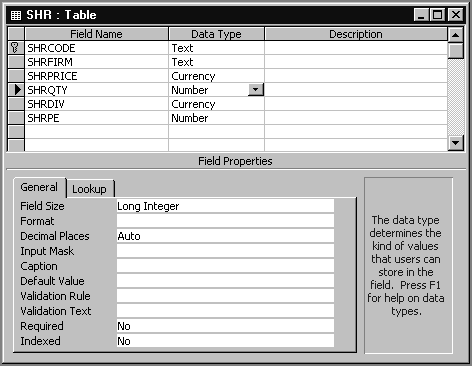 SHR : Table
Field Name Data Type Description
SHRCODE Text
SHRFIRM Text
SHRPRICE Currency
SHRQTY Number
SHRDIV Currency
SHRPE Number
Field Properties
General Lookup
Field Size Long Integer
Format
Decimal Places Auto
Input Mask
Caption
Default Value
Validation Rule
Validation Text
Required No
Indexed No
The data type
determines the
kind of values
that users can
store in the
field. Press F1
for help on data
types.